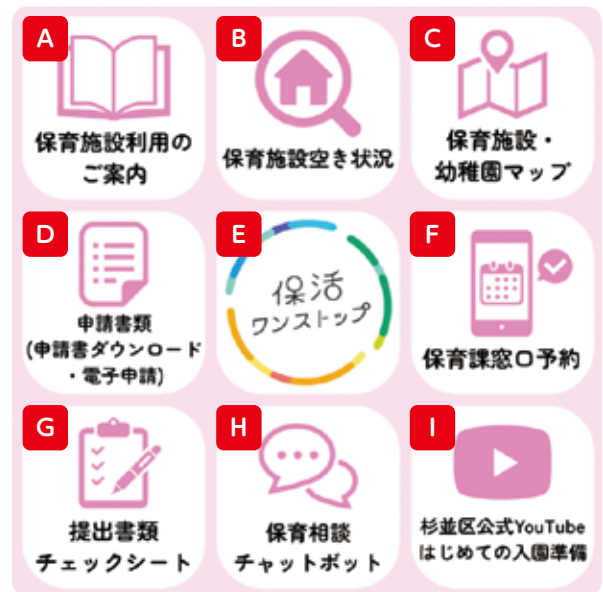 A
保育施設利用の
ご案内
B
保育施設空き状況
C
保育施設・
幼稚園マップ
D
申請書類
(申請書ダウンロード
・電子申請)
E
保活
ワンストップ
F
保育課窓口予約
G
提出書類
チェックシート
H
保育相談
チャットボット
I
杉並区公式YouTube
はじめての入園準備